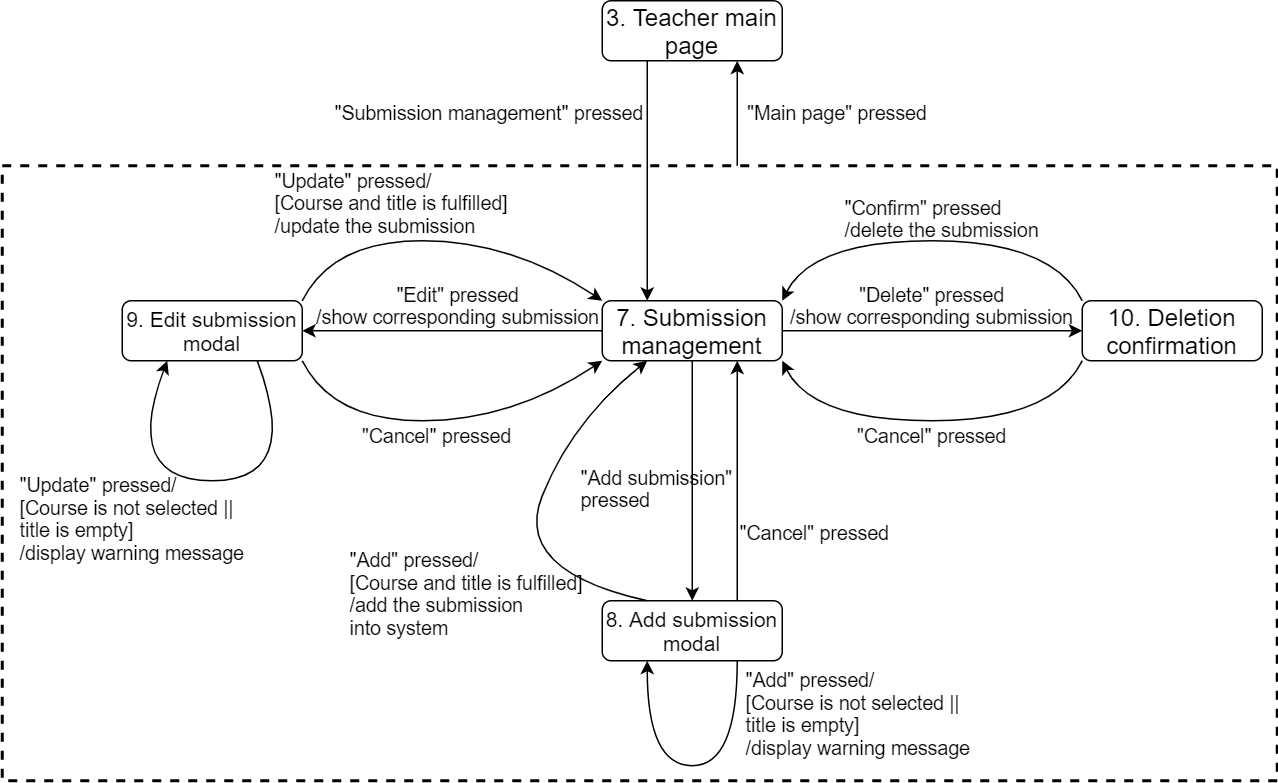 3. Teacher main
page
"Submission management" pressed
"Main page" pressed
"Update" pressed/
[Course and title is fulfilled]
/update the submission
"Confirm" pressed
/delete the submission
"Edit" pressed
/show corresponding submission
"Delete" pressed
/show corresponding submission
9. Edit submission
modal
7. Submission
management
10. Deletion
confirmation
"Cancel" pressed
"Cancel" pressed
"Update" pressed/
[Course is not selected ||
title is empty]
/display warning message
"Add submission"
pressed
"Cancel" pressed
"Add" pressed/
[Course and title is fulfilled]
/add the submission
into system
8. Add submission
modal
"Add" pressed/
[Course is not selected ||
title is empty]
/display warning message